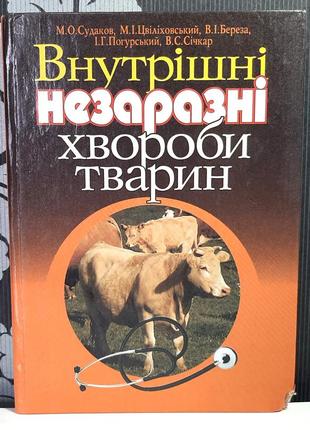 М.О.Судаков, М.І.Цвіліховський, В.І.Береза,
І.Г.Погурський, В.С.Січкар
Внутрішні
незаразні
хвороби
тварин